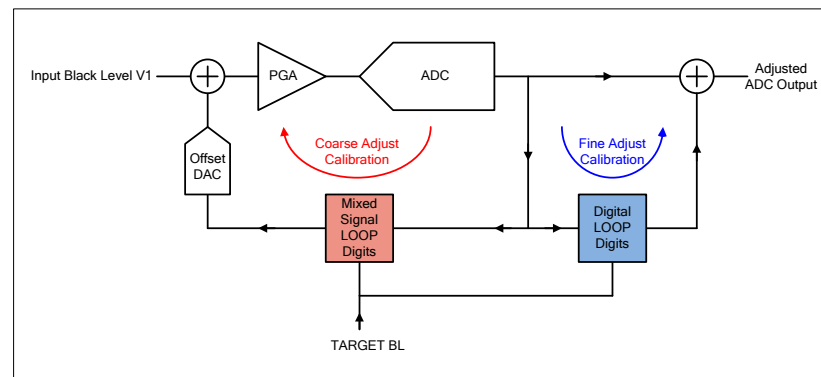 Input Black Level V1
PGA
ADC
Adjusted
ADC Output
Offset
DAC
Coarse Adjust
Calibration
Fine Adjust
Calibration
Mixed
Signal
LOOP
Digits
Digital
LOOP
Digits
TARGET BL